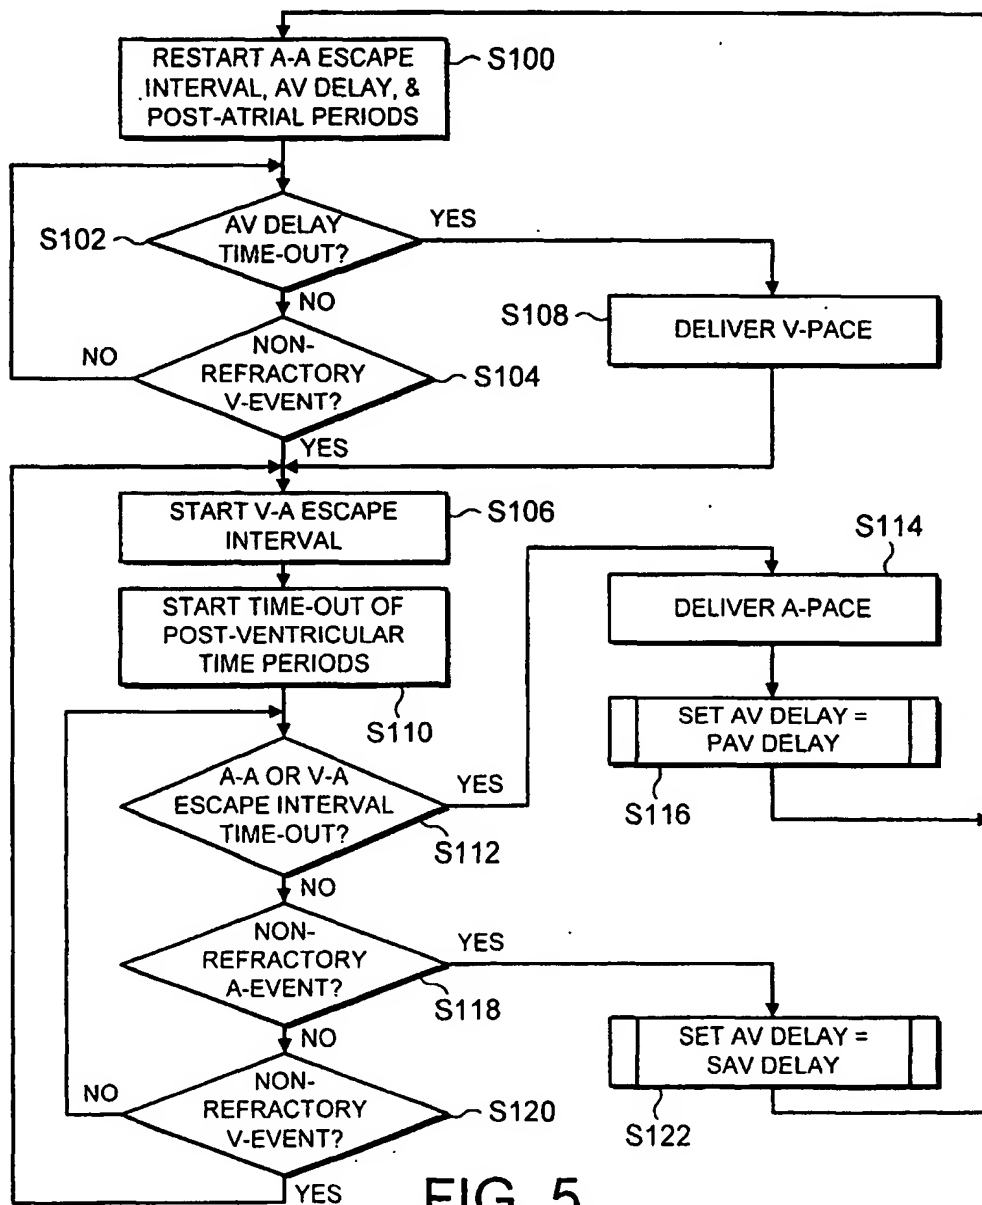 RESTART A-A ESCAPE
INTERVAL, AV DELAY, &
POST-ATRIAL PERIODS
S100
S102
AV DELAY
TIME-OUT?
YES
NO
S108
DELIVER V-PACE
NO
NON-
REFRACTORY
V-EVENT?
S104
YES
START V-A ESCAPE
INTERVAL
S106
START TIME-OUT OF
POST-VENTRICULAR
TIME PERIODS
S110
S114
DELIVER A-PACE
SET AV DELAY =
PAV DELAY
S116
A-A OR V-A
ESCAPE INTERVAL
TIME-OUT?
YES
S112
NO
NON-
REFRACTORY
A-EVENT?
YES
S118
NO
SET AV DELAY =
SAV DELAY
S122
NO
NON-
REFRACTORY
V-EVENT?
S120
YES
FIG. 5